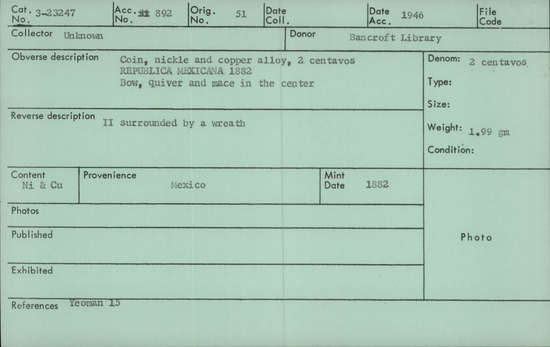 Cat. No. 3-23247 Acc. No. ## 892 Orig. No. 51 Date Coll. Date Acc. 1946 File Code
Collector Unknown Donor Bancroft Library
Obverse description Coin, nickle and copper alloy, 2 centavos
REPUBLICA MEXICANA 1882
Bow, quiver and mace in the center
Denom: 2 centavos
Type:
Size:
Weight: 1.99 gm
Condition:
Reverse description II surrounded by a wreath
Content Ni & Cu Provenience Mexico Mint Date 1882
Photos
Published
Photo
Exhibited
References Yeoman 15